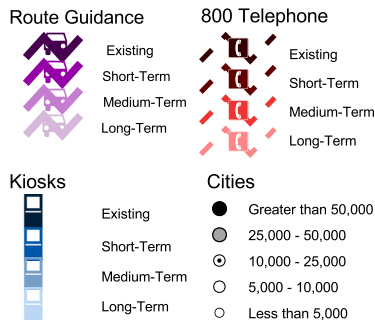 Route Guidance
Existing
Short-Term
Medium-Term
Long-Term
800 Telephone
Existing
Short-Term
Medium-Term
Long-Term
Kiosks
Existing
Short-Term
Medium-Term
Long-Term
Cities
Greater than 50,000
25,000 - 50,000
10,000 - 25,000
5,000 - 10,000
Less than 5,000